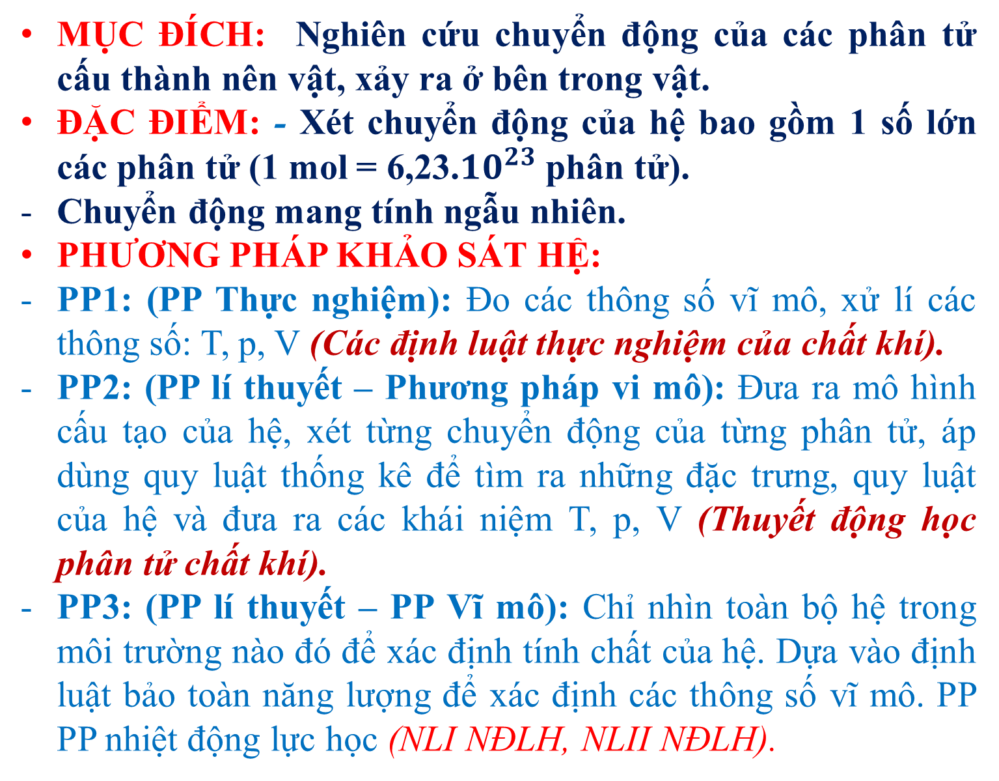 • MỤC ĐÍCH: Nghiên cứu chuyển động của các phân tử
cấu thành nên vật, xảy ra ở bên trong vật.
• ĐẶC ĐIỂM: - Xét chuyển động của hệ bao gồm 1 số lớn
các phân tử (1 mol = 6,23.10²³ phân tử).
- Chuyển động mang tính ngẫu nhiên.
• PHƯƠNG PHÁP KHẢO SÁT HỆ:
- PP1: (PP Thực nghiệm): Đo các thông số vĩ mô, xử lí các
thông số: T, p, V (Các định luật thực nghiệm của chất khí).
- PP2: (PP lí thuyết – Phương pháp vi mô): Đưa ra mô hình
cấu tạo của hệ, xét từng chuyển động của từng phân tử, áp
dùng quy luật thống kê để tìm ra những đặc trưng, quy luật
của hệ và đưa ra các khái niệm T, p, V (Thuyết động học
phân tử chất khí).
- PP3: (PP lí thuyết – PP Vĩ mô): Chỉ nhìn toàn bộ hệ trong
môi trường nào đó để xác định tính chất của hệ. Dựa vào định
luật bảo toàn năng lượng để xác định các thông số vĩ mô. PP
PP nhiệt động lực học (NLI NĐLH, NLII NĐLH).